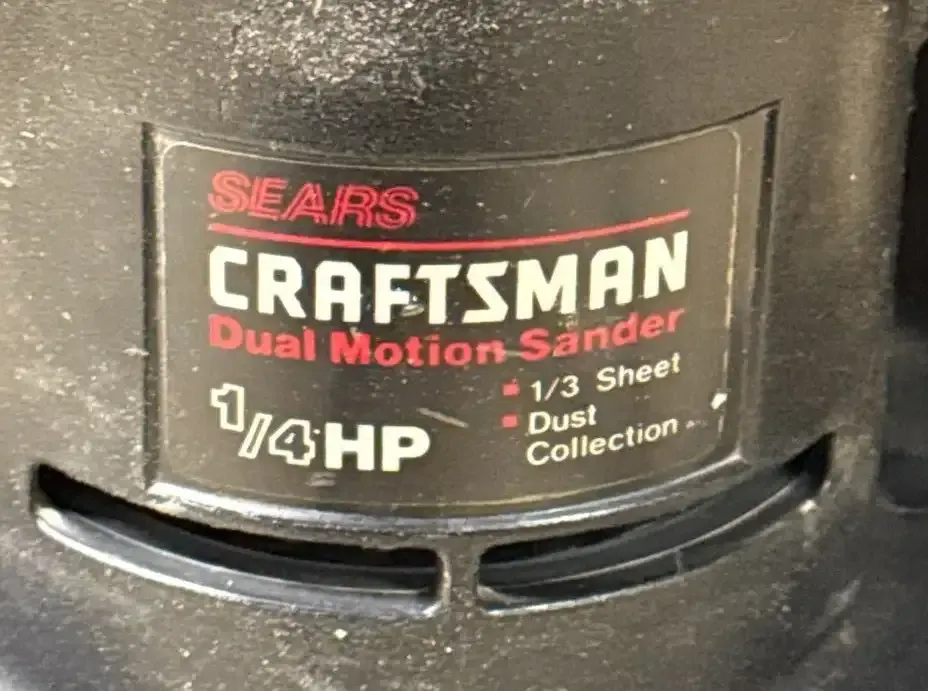 SEARS
CRAFTSMAN
Dual Motion Sander
1/4 HP
▪ 1/3 Sheet
▪ Dust
Collection